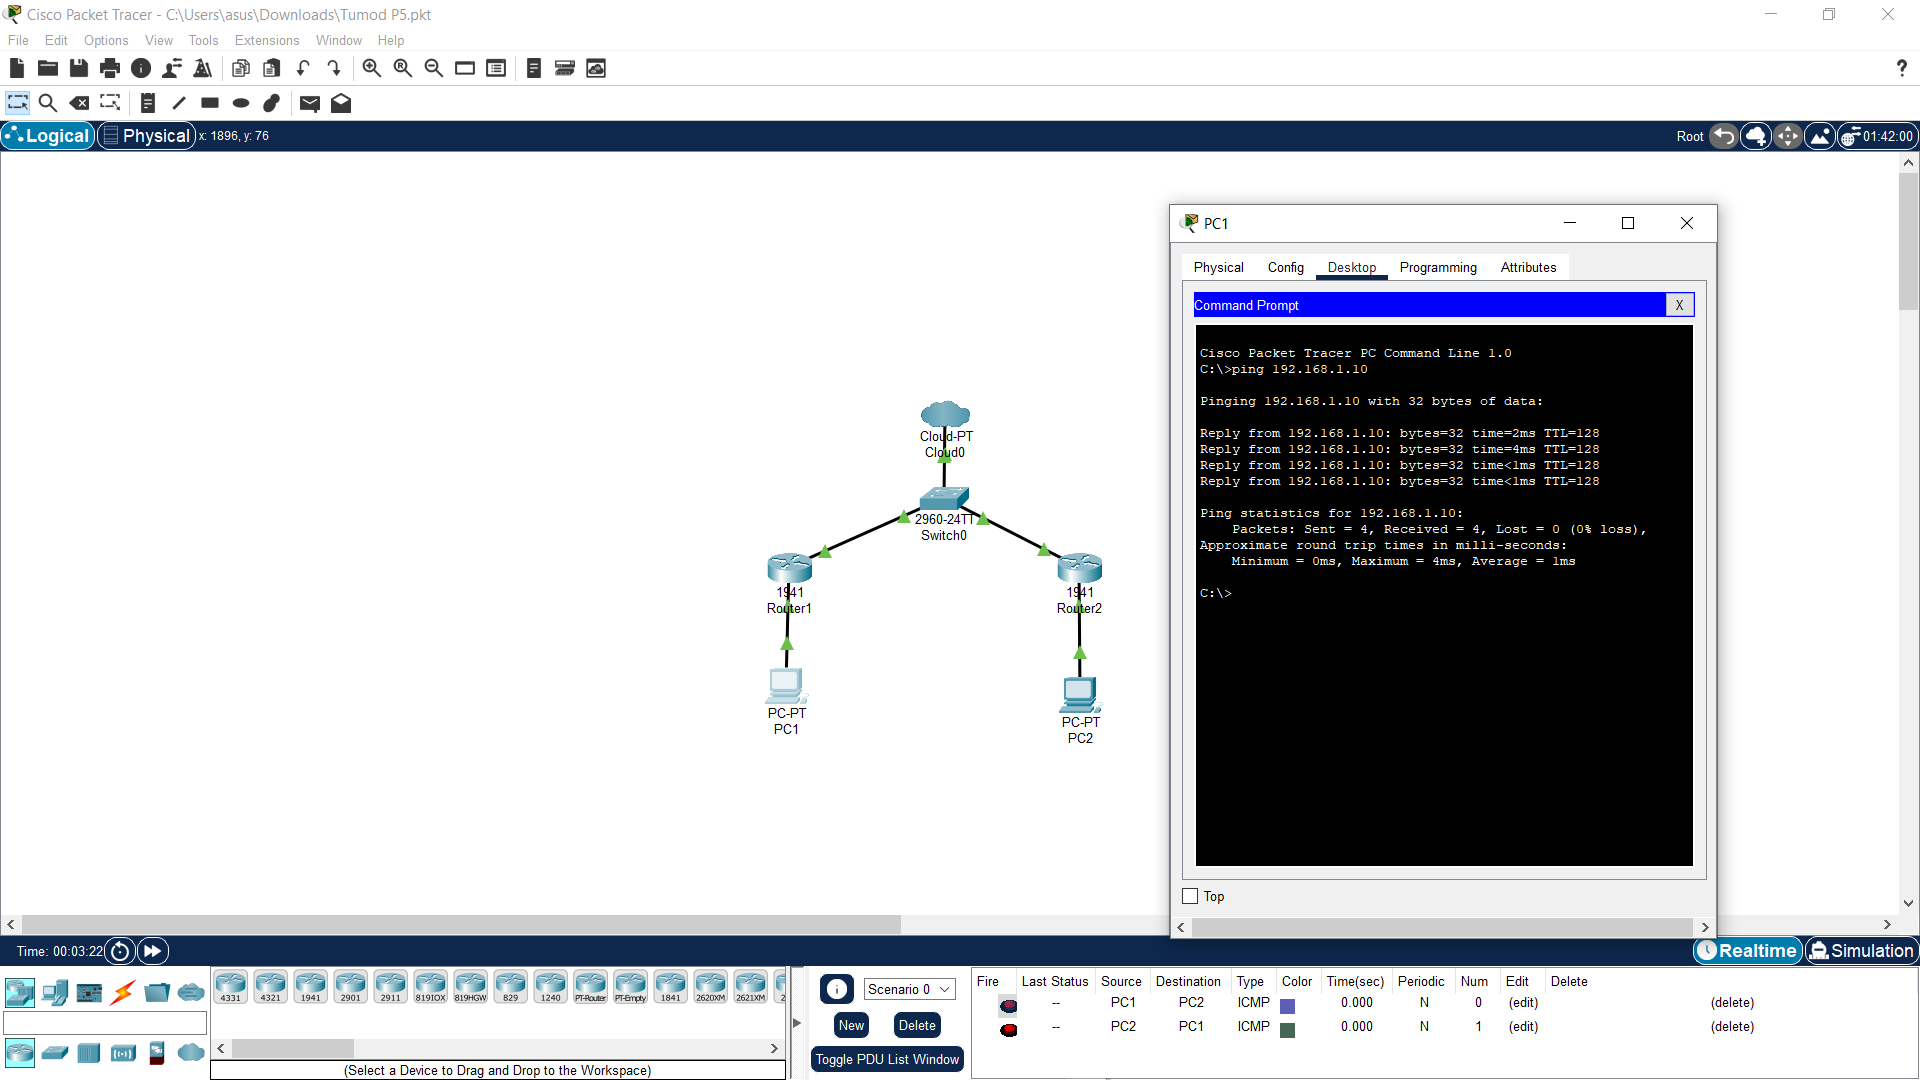 Cisco Packet Tracer - C:\Users\asus\Downloads\Tumod P5.pkt
File Edit Options View Tools Extensions Window Help
?
Logical Physical x: 1896, y: 76 Root 01:42:00
Cloud-PT
Cloud0
2960-24TT
Switch0
1941
Router1
1941
Router2
PC-PT
PC1
PC-PT
PC2
PC1
Physical Config Desktop Programming Attributes
Command Prompt X
Cisco Packet Tracer PC Command Line 1.0
C:\>ping 192.168.1.10
Pinging 192.168.1.10 with 32 bytes of data:
Reply from 192.168.1.10: bytes=32 time=2ms TTL=128
Reply from 192.168.1.10: bytes=32 time=4ms TTL=128
Reply from 192.168.1.10: bytes=32 time<1ms TTL=128
Reply from 192.168.1.10: bytes=32 time<1ms TTL=128
Ping statistics for 192.168.1.10:
Packets: Sent = 4, Received = 4, Lost = 0 (0% loss),
Approximate round trip times in milli-seconds:
Minimum = 0ms, Maximum = 4ms, Average = 1ms
C:\>
Top
Time: 00:03:22 Realtime Simulation
4331 4321 1941 2901 2911 819IOX 819HGW 829 1240 PT-Router PT-Empty 1841 2620XM 2621XM 2
(Select a Device to Drag and Drop to the Workspace)
Scenario 0
New Delete
Toggle PDU List Window
Fire Last Status Source Destination Type Color Time(sec) Periodic Num Edit Delete
-- PC1 PC2 ICMP 0.000 N 0 (edit) (delete)
-- PC2 PC1 ICMP 0.000 N 1 (edit) (delete)